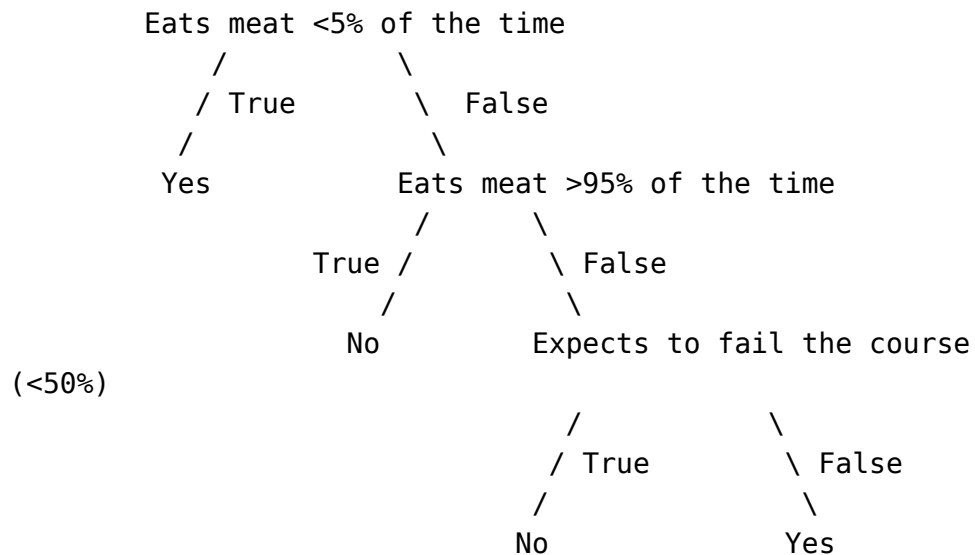 Eats meat <5% of the time
/ \
/ True \ False
/ \
Yes Eats meat >95% of the time
/ \
True / \ False
/ \
No Expects to fail the course
(<50%)
/ \
/ True \ False
/ \
No Yes